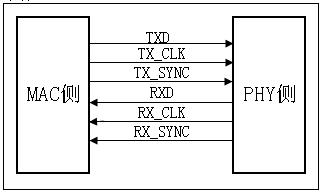 TXD
TX_CLK
TX_SYNC
MAC侧
RXD
PHY侧
RX_CLK
RX_SYNC